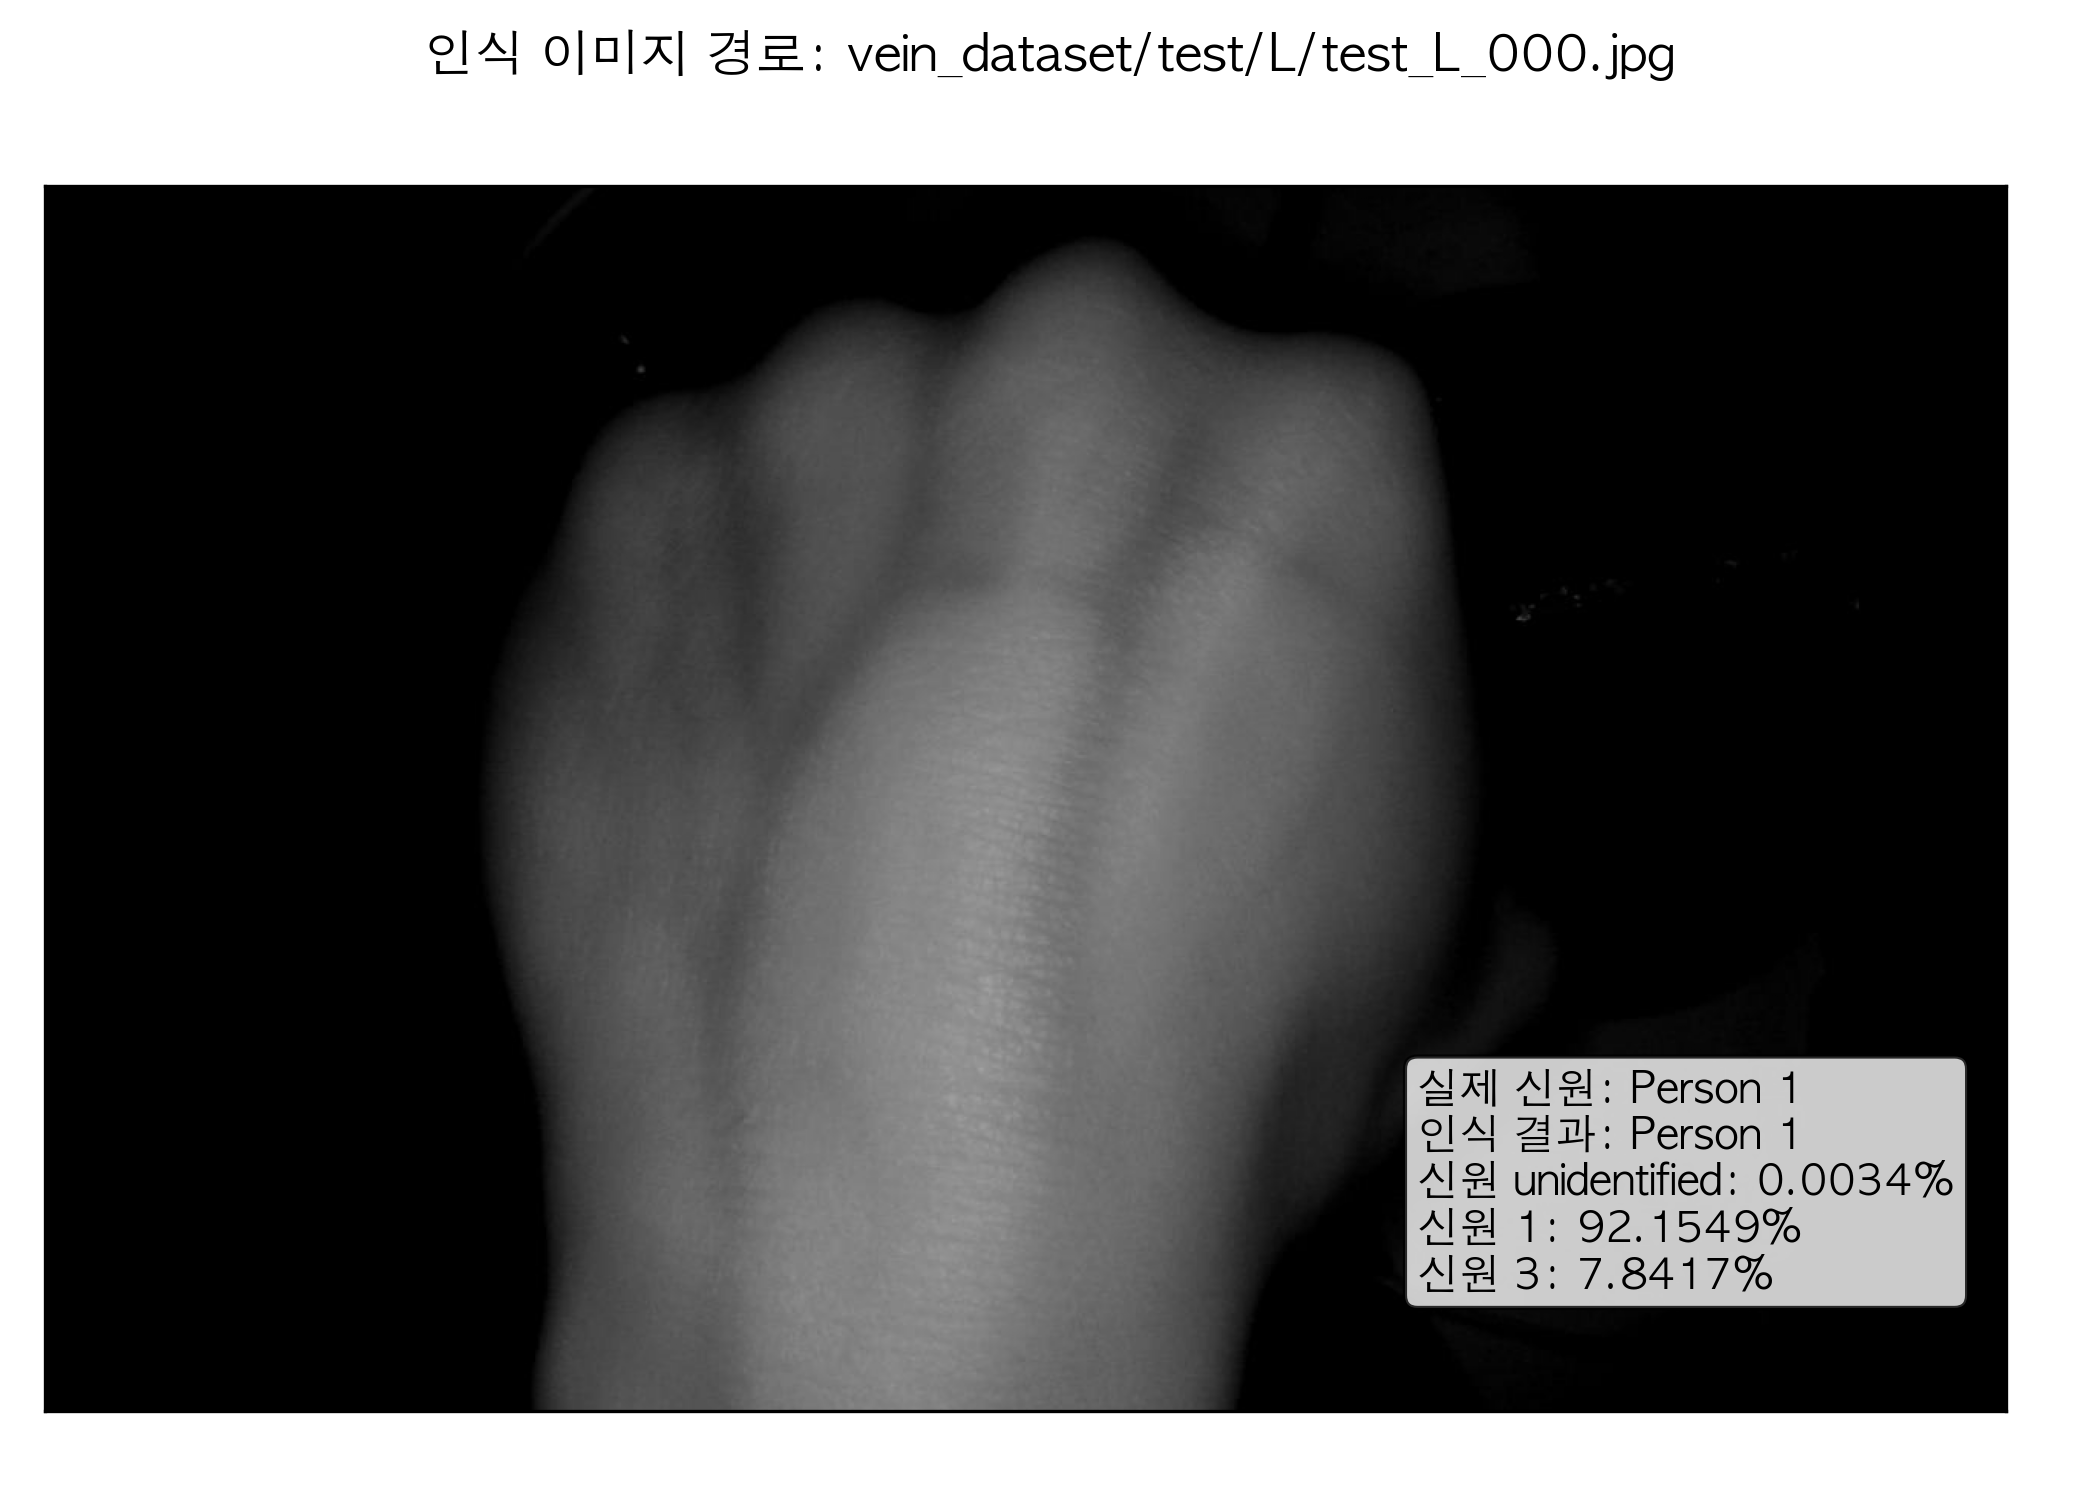 인식 이미지 경로: vein_dataset/test/L/test_L_000.jpg
실제 신원: Person 1
인식 결과: Person 1
신원 unidentified: 0.0034%
신원 1: 92.1549%
신원 3: 7.8417%